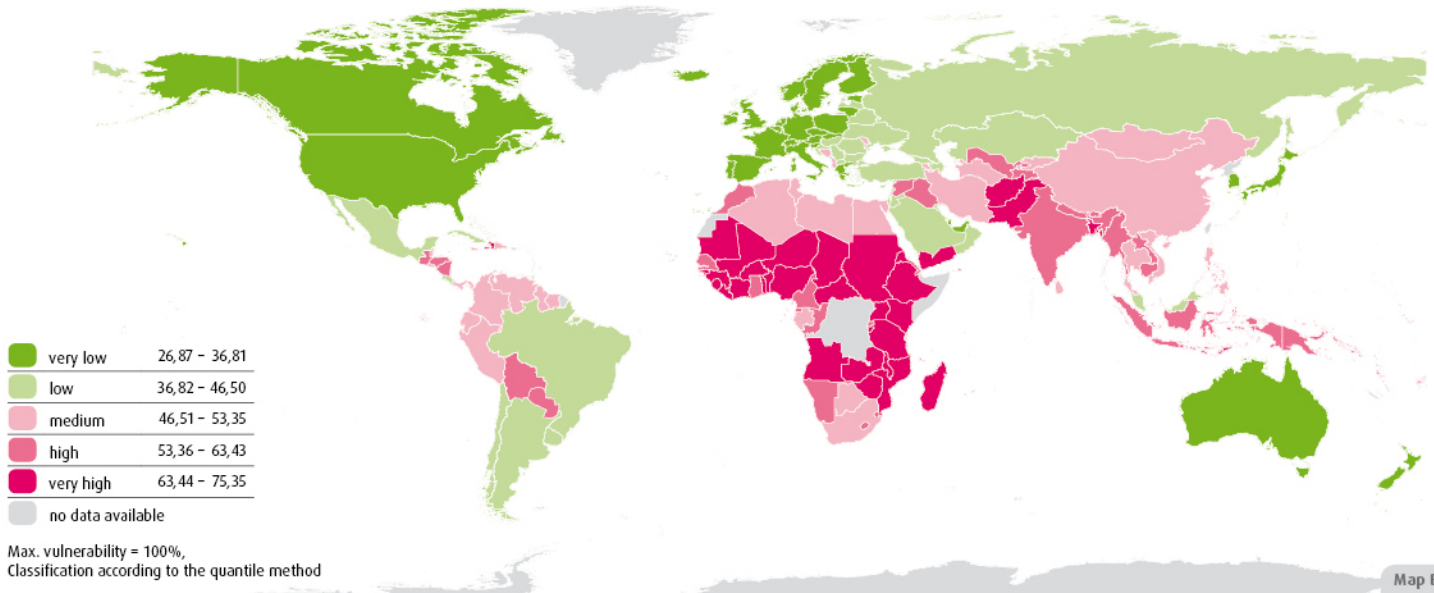 very low 26,87 – 36,81
low 36,82 – 46,50
medium 46,51 – 53,35
high 53,36 – 63,43
very high 63,44 – 75,35
no data available
Max. vulnerability = 100%,
Classification according to the quantile method
Map